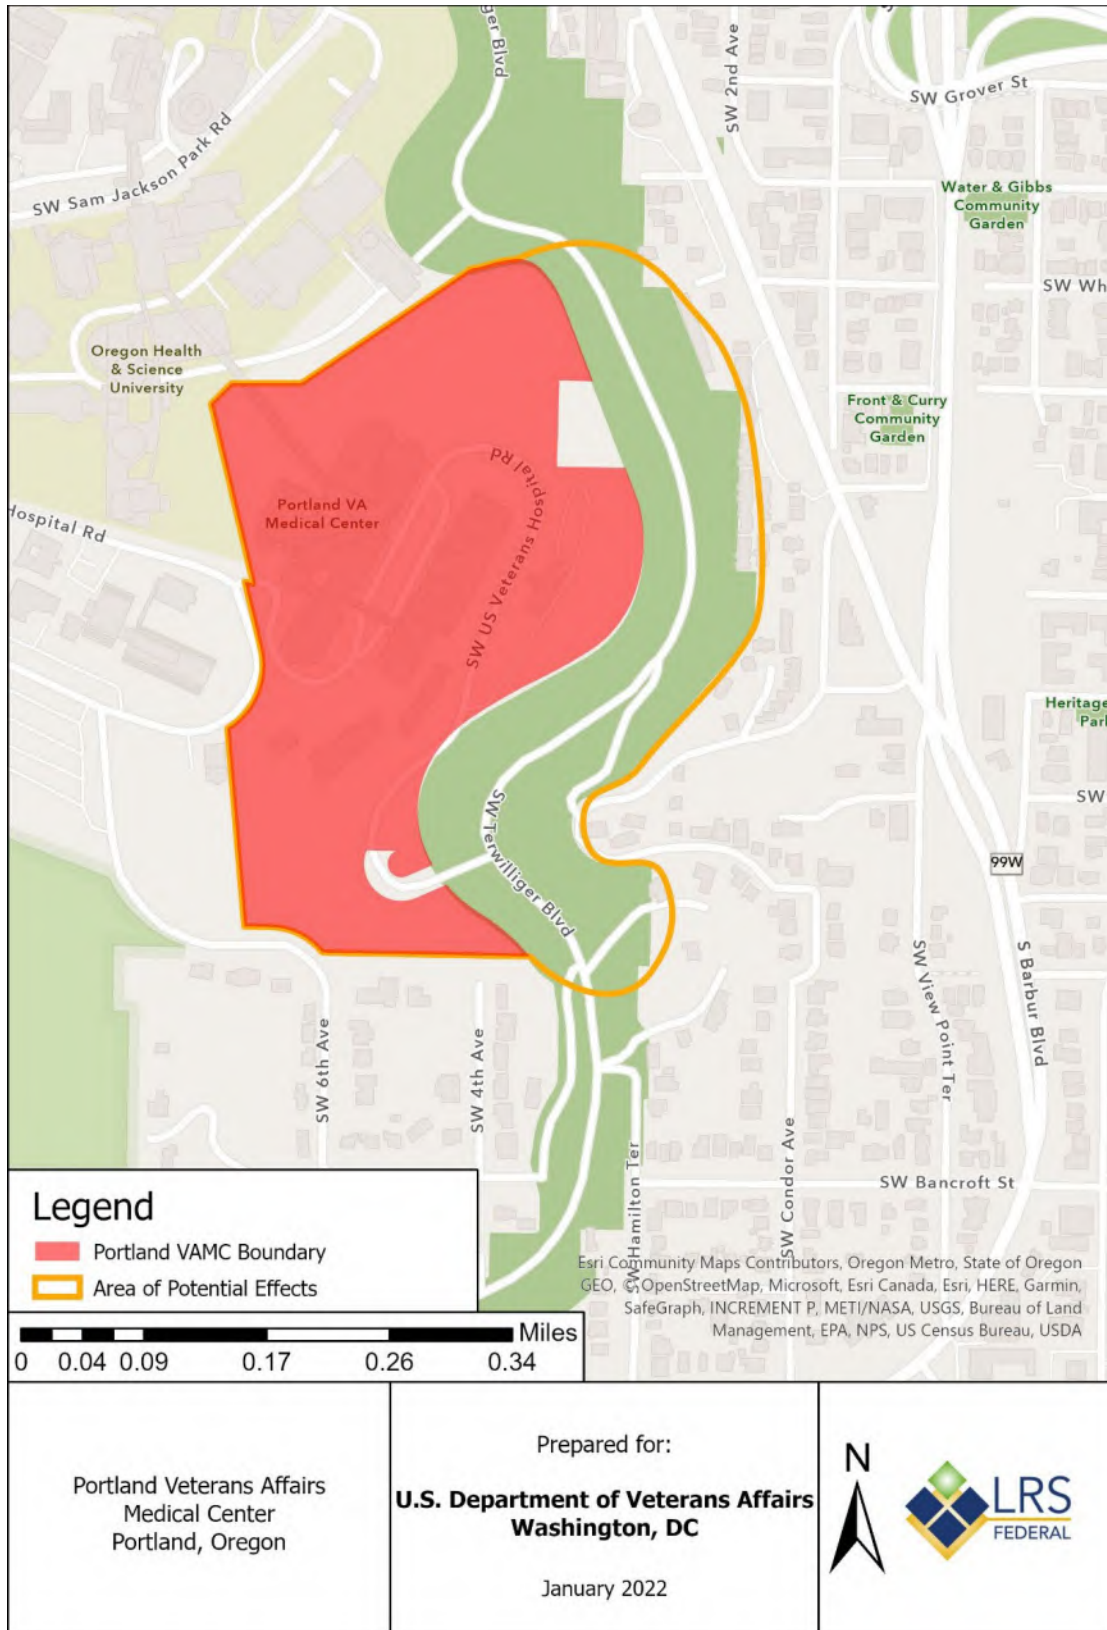 ger Blvd
SW 2nd Ave
SW Grover St
SW Sam Jackson Park Rd
Water & Gibbs
Community
Garden
SW Wh
Oregon Health
& Science
University
Front & Curry
Community
Garden
SW US Veterans Hospital Rd
Portland VA
Medical Center
Hospital Rd
Heritage
Park
SW
SW Terwilliger Blvd
99W
SW View Point Ter
S Barbur Blvd
SW 6th Ave
SW 4th Ave
SW Hamilton Ter
SW Condor Ave
SW Bancroft St
Legend
Portland VAMC Boundary
Area of Potential Effects
Esri Community Maps Contributors, Oregon Metro, State of Oregon
GEO, © OpenStreetMap, Microsoft, Esri Canada, Esri, HERE, Garmin,
SafeGraph, INCREMENT P, METI/NASA, USGS, Bureau of Land
Management, EPA, NPS, US Census Bureau, USDA
Miles
0 0.04 0.09 0.17 0.26 0.34
Portland Veterans Affairs
Medical Center
Portland, Oregon
Prepared for:
U.S. Department of Veterans Affairs
Washington, DC
January 2022
N
LRS
FEDERAL